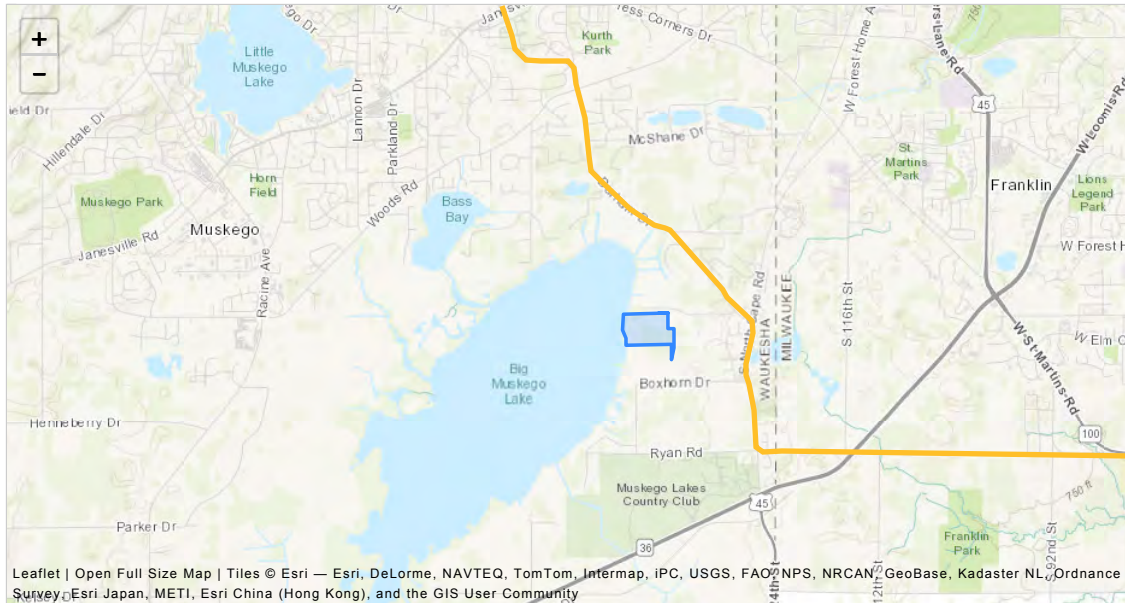 +
−
Little
Muskego
Lake
Kurth
Park
W Forest Home A
45
W Loomis Rd
Hillendale Dr
Lannon Dr
Parkland Dr
McShane Dr
St.
Martins
Park
Franklin
Lions
Legend
Park
Horn
Field
Muskego Park
Woods Rd
Bass
Bay
Muskego
Janesville Rd
W Forest H
Racine Ave
WAUKESHA
MILWAUKEE
S 116th St
W St Martins Rd
W Elm C
Big
Muskego
Lake
Boxhorn Dr
Henneberry Dr
100
Ryan Rd
Muskego Lakes
Country Club
750 ft
45
Parker Dr
36
Franklin
Park
S 92nd St
Leaflet | Open Full Size Map | Tiles © Esri — Esri, DeLorme, NAVTEQ, TomTom, Intermap, iPC, USGS, FAO, NPS, NRCAN, GeoBase, Kadaster NL, Ordnance
Survey, Esri Japan, METI, Esri China (Hong Kong), and the GIS User Community